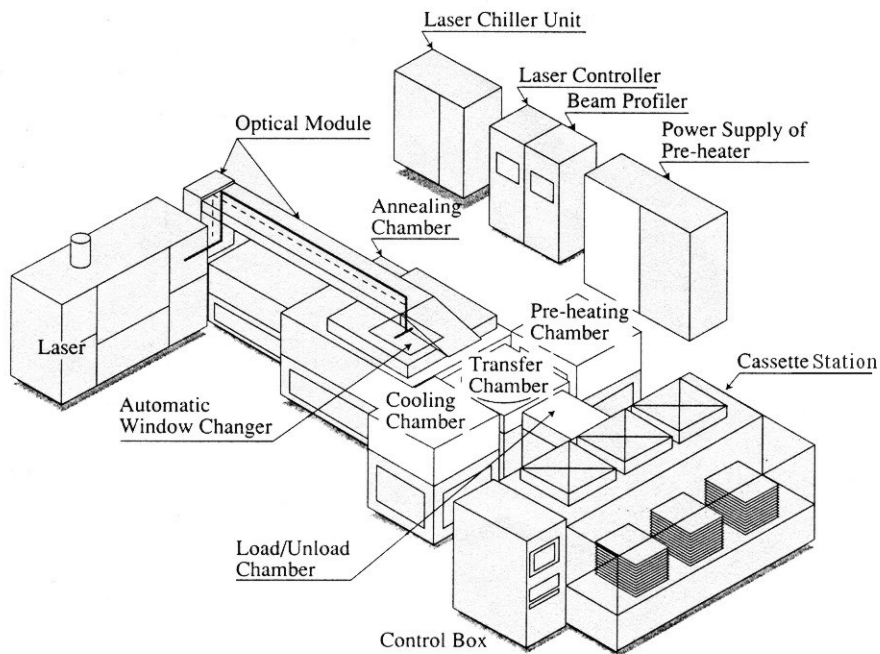 Laser Chiller Unit
Laser Controller
Beam Profiler
Power Supply of
Pre-heater
Optical Module
Annealing
Chamber
Pre-heating
Chamber
Laser
Transfer
Chamber
Cassette Station
Cooling
Chamber
Automatic
Window Changer
Load/Unload
Chamber
Control Box